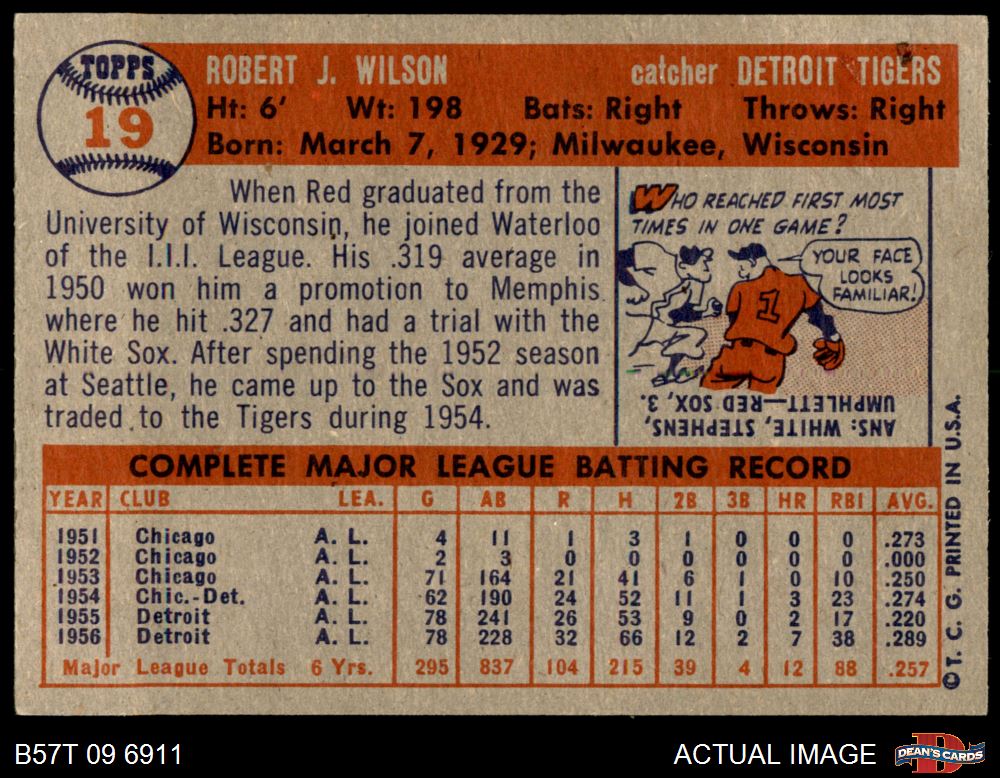 TOPPS
19
ROBERT J. WILSON catcher DETROIT TIGERS
Ht: 6' Wt: 198 Bats: Right Throws: Right
Born: March 7, 1929; Milwaukee, Wisconsin
When Red graduated from the
University of Wisconsin, he joined Waterloo
of the I.I.I. League. His .319 average in
1950 won him a promotion to Memphis
where he hit .327 and had a trial with the
White Sox. After spending the 1952 season
at Seattle, he came up to the Sox and was
traded to the Tigers during 1954.
WHO REACHED FIRST MOST
TIMES IN ONE GAME?
YOUR FACE
LOOKS
FAMILIAR!
1
ANS: WHITE, STEPHENS,
UMPHLETT—RED SOX, 3.
COMPLETE MAJOR LEAGUE BATTING RECORD
YEAR CLUB LEA. G AB R H 2B 3B HR RBI AVG.
1951 Chicago A. L. 4 11 1 3 1 0 0 0 .273
1952 Chicago A. L. 2 3 0 0 0 0 0 0 .000
1953 Chicago A. L. 71 164 21 41 6 1 0 10 .250
1954 Chic.-Det. A. L. 62 190 24 52 11 1 3 23 .274
1955 Detroit A. L. 78 241 26 53 9 0 2 17 .220
1956 Detroit A. L. 78 228 32 66 12 2 7 38 .289
Major League Totals 6 Yrs. 295 837 104 215 39 4 12 88 .257
©T. C. G. PRINTED IN U.S.A.
B57T 09 6911
ACTUAL IMAGE
D
DEAN'S CARDS